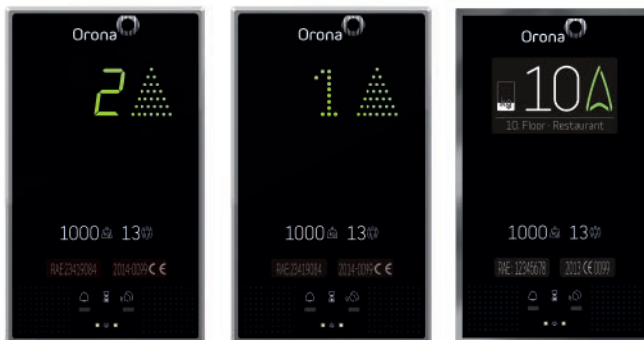 Orona
2
1000 13
RAE:23419084 2014·0099 CE
Orona
1
1000 13
RAE:23419084 2014·0099 CE
Orona
kg 10
10. Floor · Restaurant
1000 13
RAE: 12345678 2013 CE 0099